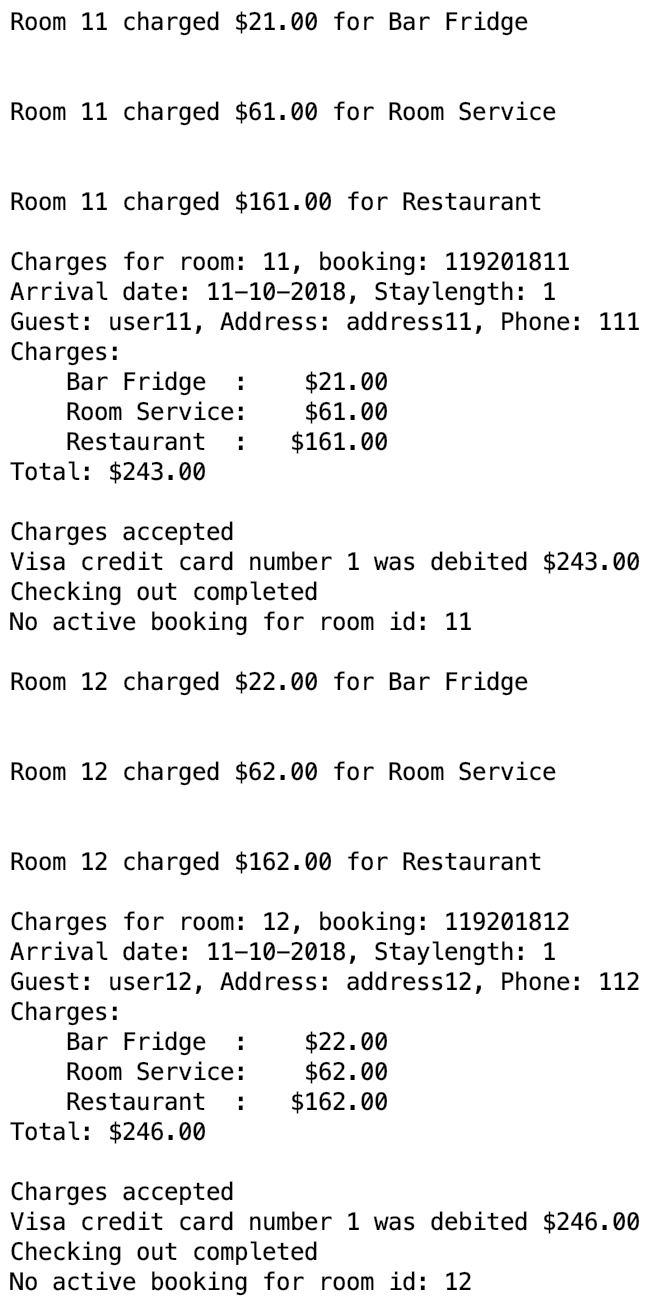 Room 11 charged $21.00 for Bar Fridge
Room 11 charged $61.00 for Room Service
Room 11 charged $161.00 for Restaurant
Charges for room: 11, booking: 119201811
Arrival date: 11-10-2018, Staylength: 1
Guest: user11, Address: address11, Phone: 111
Charges:
    Bar Fridge  :    $21.00
    Room Service:    $61.00
    Restaurant  :   $161.00
Total: $243.00
Charges accepted
Visa credit card number 1 was debited $243.00
Checking out completed
No active booking for room id: 11
Room 12 charged $22.00 for Bar Fridge
Room 12 charged $62.00 for Room Service
Room 12 charged $162.00 for Restaurant
Charges for room: 12, booking: 119201812
Arrival date: 11-10-2018, Staylength: 1
Guest: user12, Address: address12, Phone: 112
Charges:
    Bar Fridge  :    $22.00
    Room Service:    $62.00
    Restaurant  :   $162.00
Total: $246.00
Charges accepted
Visa credit card number 1 was debited $246.00
Checking out completed
No active booking for room id: 12